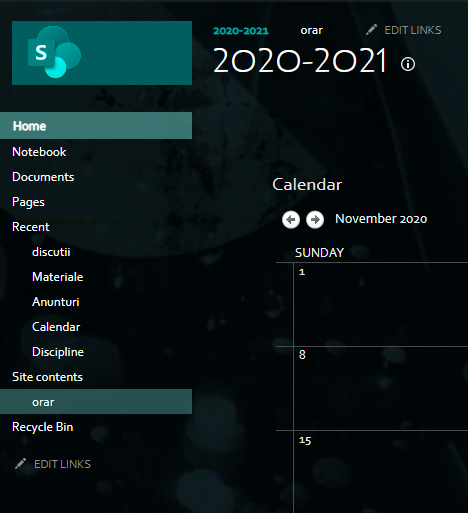 S
2020-2021 orar EDIT LINKS
2020-2021
Home
Notebook
Documents
Pages
Recent
discutii
Materiale
Anunturi
Calendar
Discipline
Site contents
orar
Recycle Bin
EDIT LINKS
Calendar
November 2020
SUNDAY
1
8
15